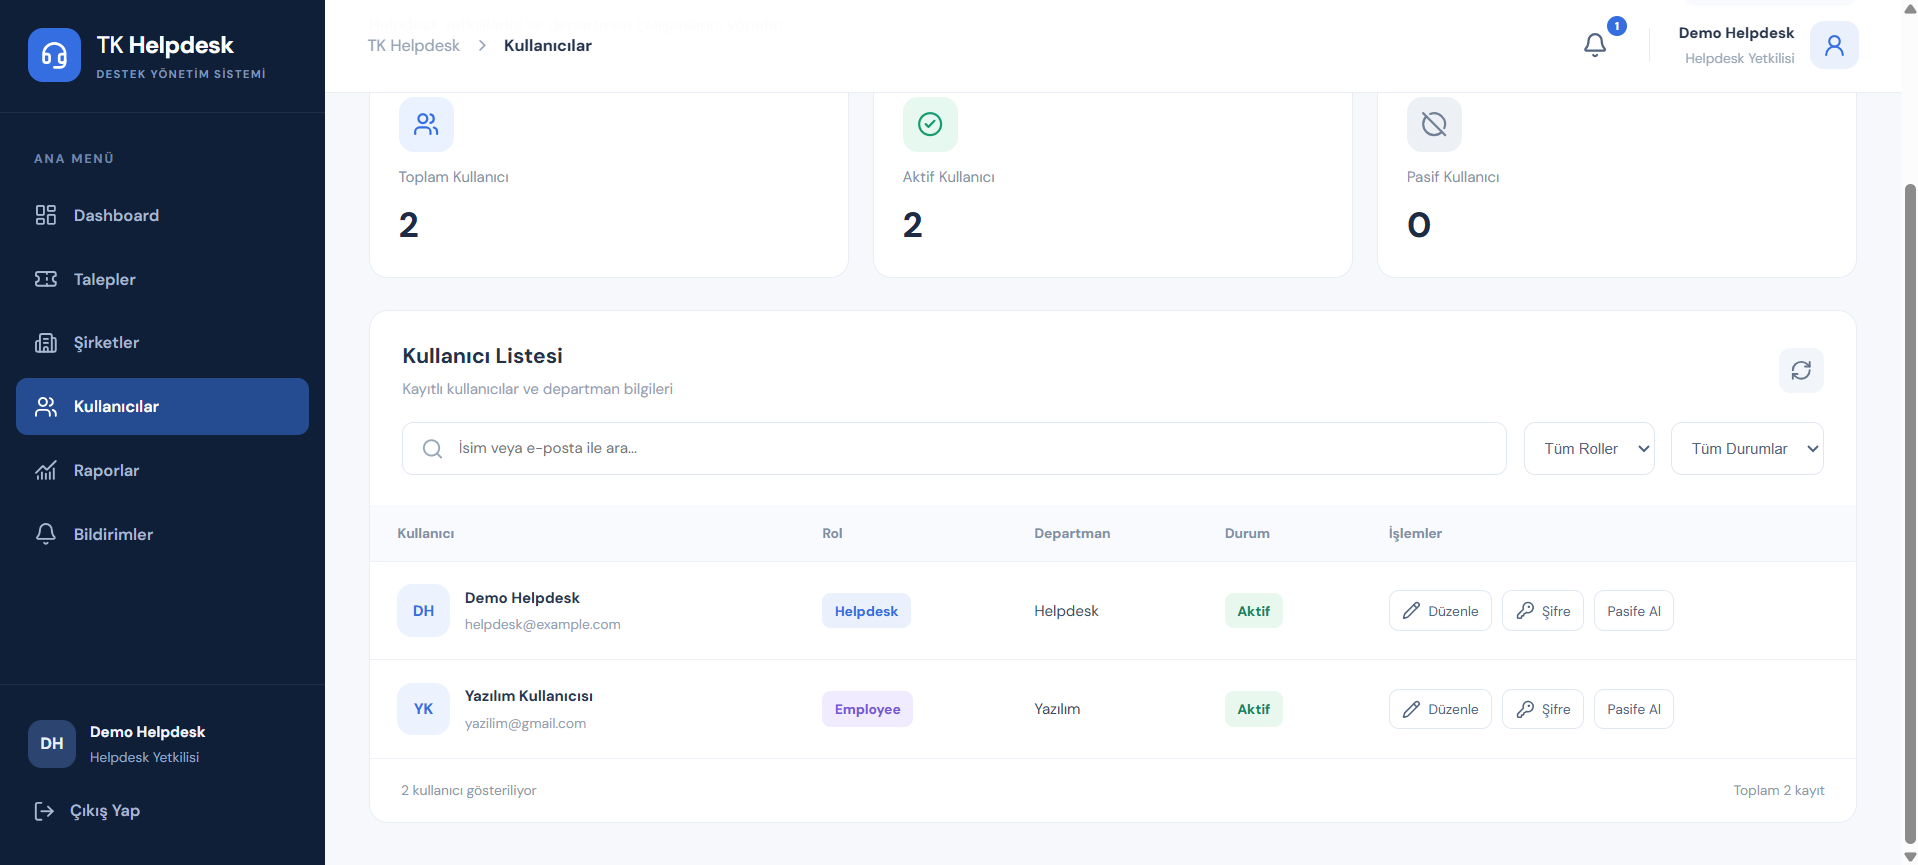 TK Helpdesk
DESTEK YÖNETİM SİSTEMİ
ANA MENÜ
Dashboard
Talepler
Şirketler
Kullanıcılar
Raporlar
Bildirimler
DH
Demo Helpdesk
Helpdesk Yetkilisi
Çıkış Yap
TK Helpdesk > Kullanıcılar
1
Demo Helpdesk
Helpdesk Yetkilisi
Toplam Kullanıcı
2
Aktif Kullanıcı
2
Pasif Kullanıcı
0
Kullanıcı Listesi
Kayıtlı kullanıcılar ve departman bilgileri
İsim veya e-posta ile ara...
Tüm Roller
Tüm Durumlar
Kullanıcı Rol Departman Durum İşlemler
DH
Demo Helpdesk
helpdesk@example.com
Helpdesk
Helpdesk
Aktif
Düzenle
Şifre
Pasife Al
YK
Yazılım Kullanıcısı
yazilim@gmail.com
Employee
Yazılım
Aktif
Düzenle
Şifre
Pasife Al
2 kullanıcı gösteriliyor
Toplam 2 kayıt